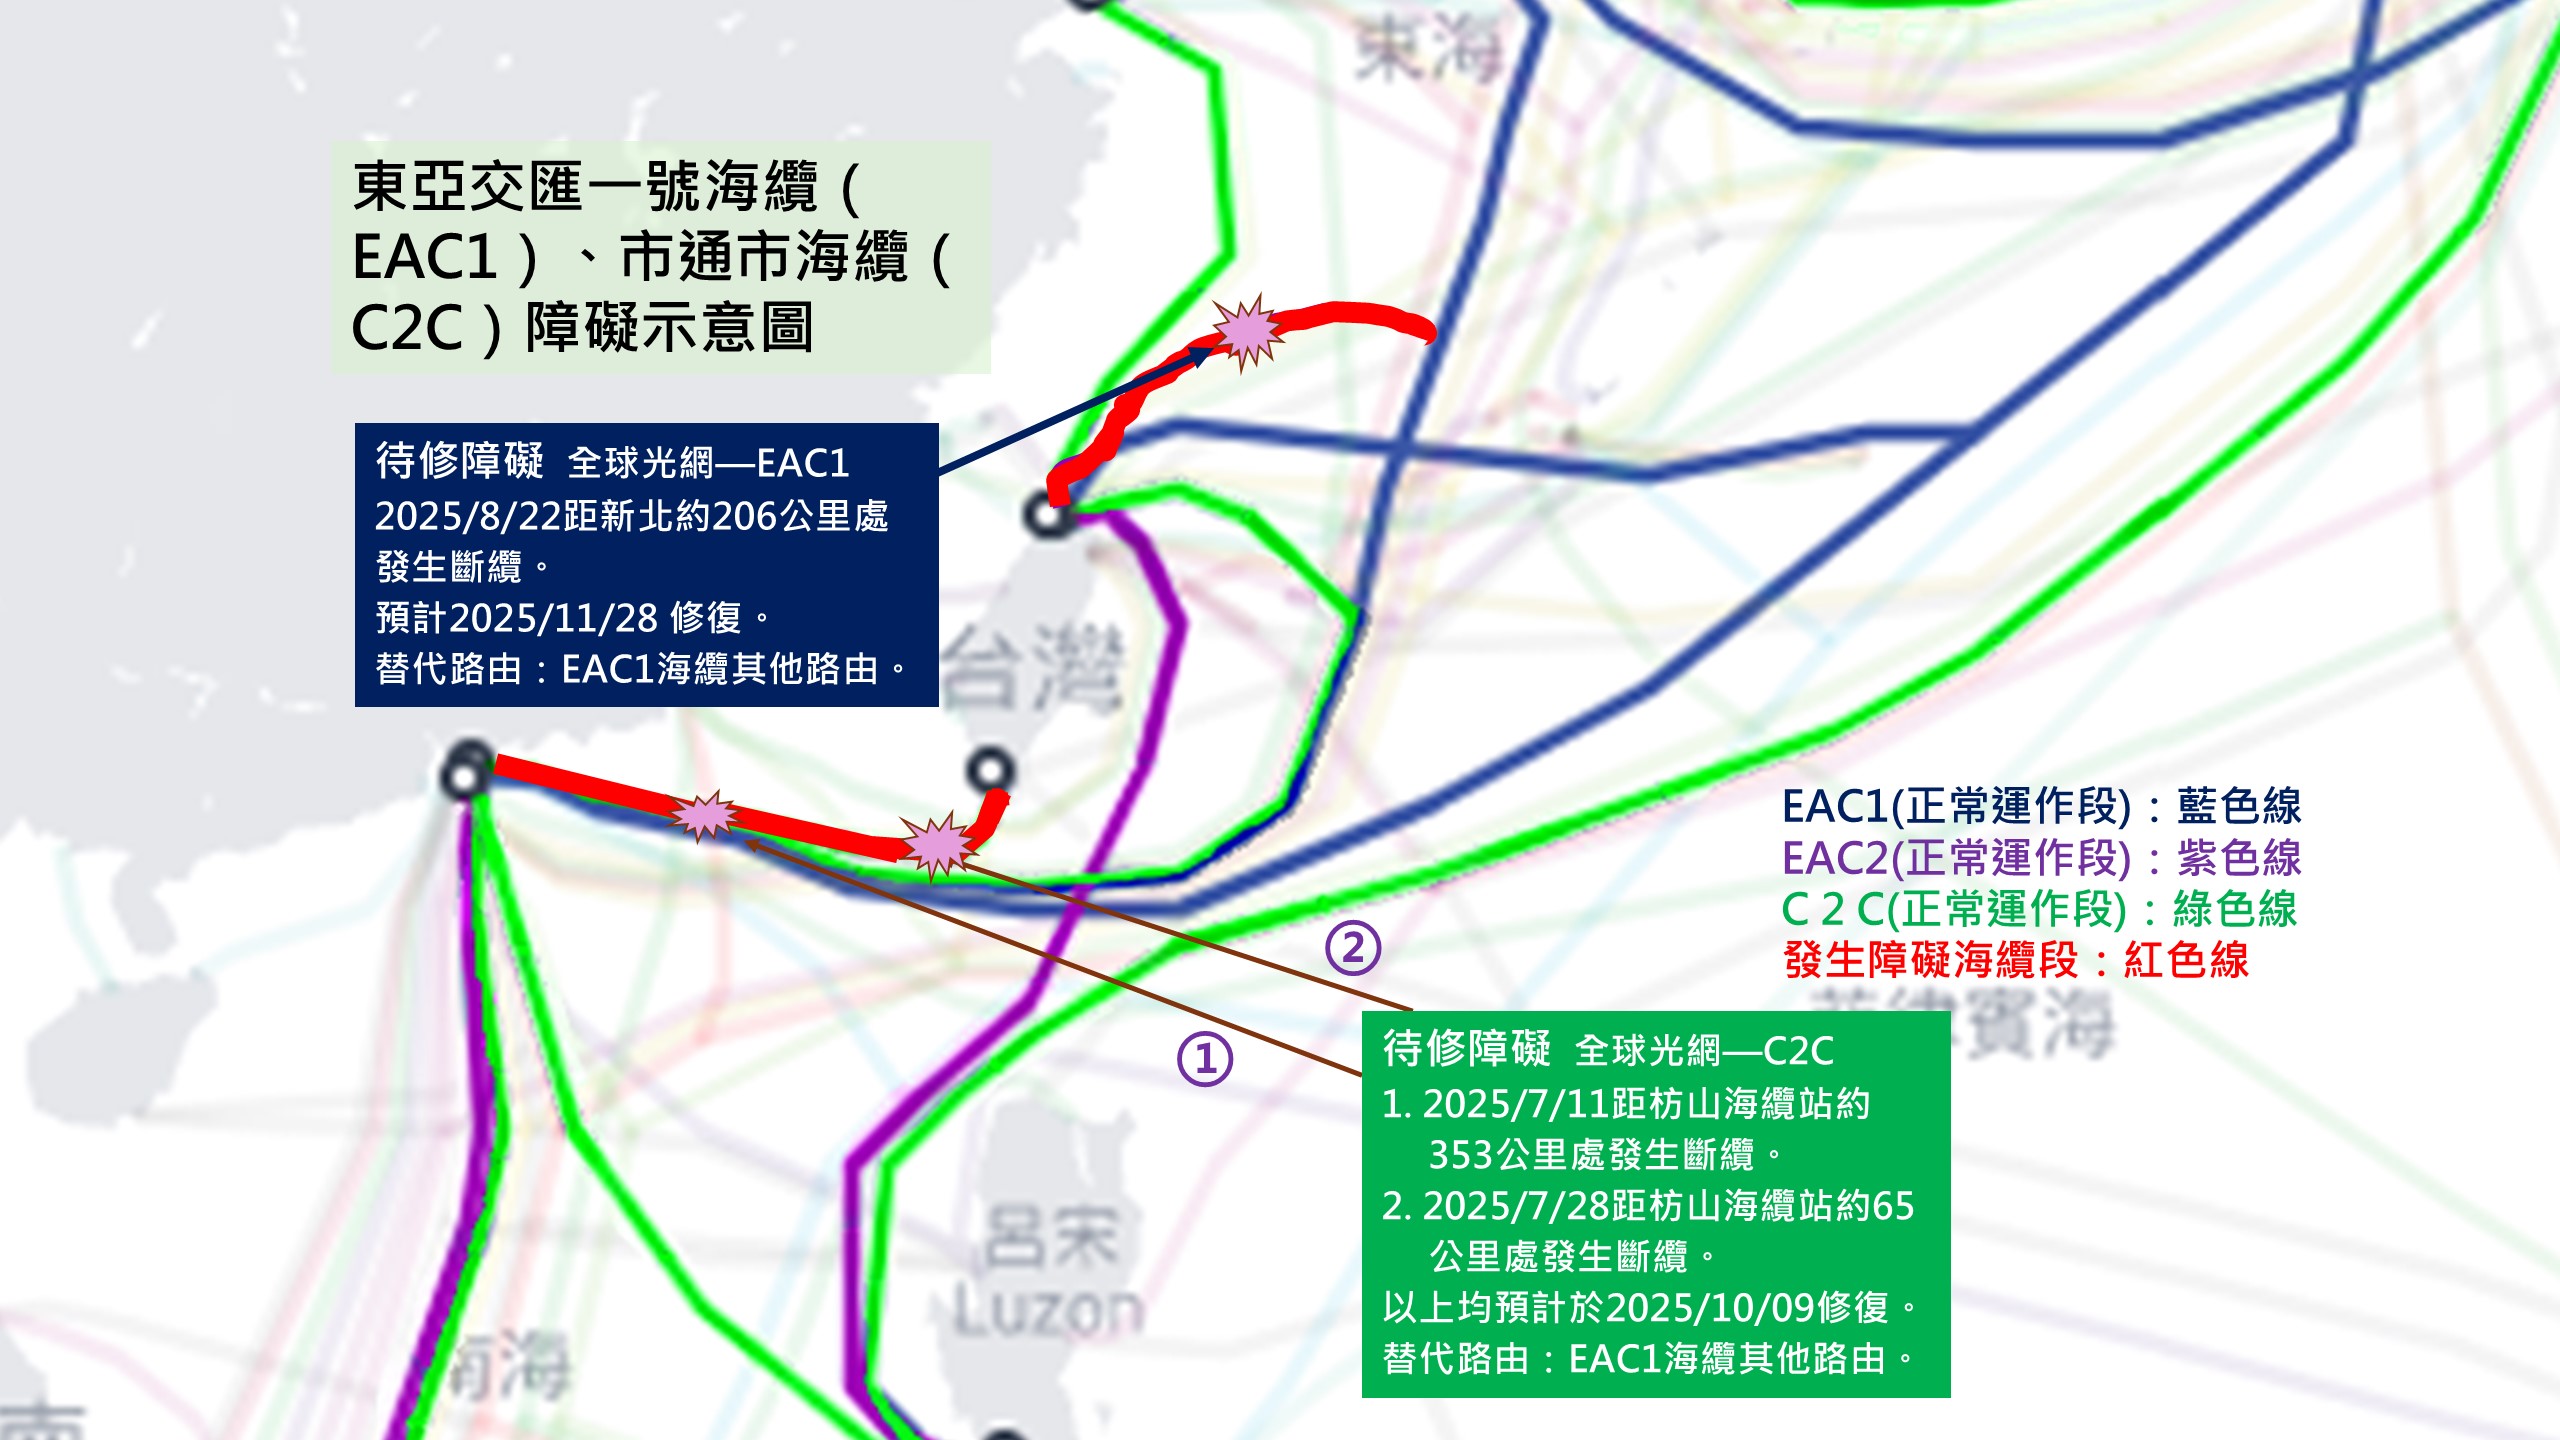 東海
東亞交匯一號海纜（
EAC1）、市通市海纜（
C2C）障礙示意圖
待修障礙 全球光網—EAC1
2025/8/22距新北約206公里處
發生斷纜。
預計2025/11/28 修復。
替代路由：EAC1海纜其他路由。
台灣
EAC1(正常運作段)：藍色線
EAC2(正常運作段)：紫色線
C 2 C(正常運作段)：綠色線
發生障礙海纜段：紅色線
②
①
賓海
待修障礙 全球光網—C2C
1. 2025/7/11距枋山海纜站約
353公里處發生斷纜。
2. 2025/7/28距枋山海纜站約65
公里處發生斷纜。
以上均預計於2025/10/09修復。
替代路由：EAC1海纜其他路由。
呂宋
Luzon
海